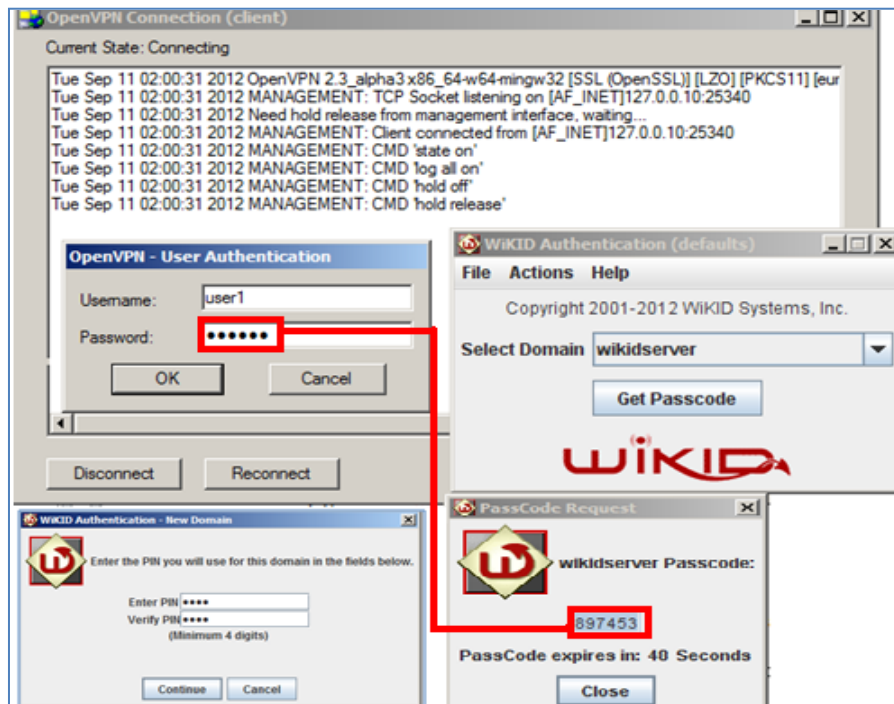 OpenVPN Connection (client)
Current State: Connecting
Tue Sep 11 02:00:31 2012 OpenVPN 2.3_alpha3 x86_64-w64-mingw32 [SSL (OpenSSL)] [LZO] [PKCS11] [eur
Tue Sep 11 02:00:31 2012 MANAGEMENT: TCP Socket listening on [AF_INET]127.0.0.10:25340
Tue Sep 11 02:00:31 2012 Need hold release from management interface, waiting...
Tue Sep 11 02:00:31 2012 MANAGEMENT: Client connected from [AF_INET]127.0.0.10:25340
Tue Sep 11 02:00:31 2012 MANAGEMENT: CMD 'state on'
Tue Sep 11 02:00:31 2012 MANAGEMENT: CMD 'log all on'
Tue Sep 11 02:00:31 2012 MANAGEMENT: CMD 'hold off'
Tue Sep 11 02:00:31 2012 MANAGEMENT: CMD 'hold release'
OpenVPN - User Authentication
Username: user1
Password: ••••••
OK Cancel
Disconnect Reconnect
WiKID Authentication (defaults)
File Actions Help
Copyright 2001-2012 WiKID Systems, Inc.
Select Domain wikidserver
Get Passcode
WiKID
WiKID Authentication - New Domain
Enter the PIN you will use for this domain in the fields below.
Enter PIN ••••
Verify PIN ••••
(Minimum 4 digits)
Continue Cancel
PassCode Request
wikidserver Passcode:
897453
PassCode expires in: 40 Seconds
Close